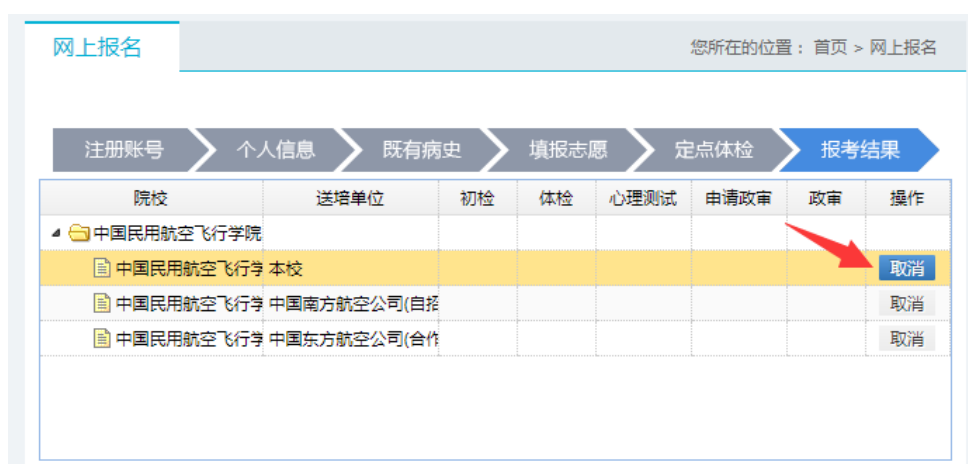 网上报名
您所在的位置：首页 > 网上报名
注册账号 个人信息 既有病史 填报志愿 定点体检 报考结果
院校 送培单位 初检 体检 心理测试 申请政审 政审 操作
中国民用航空飞行学院
中国民用航空飞行学 本校 取消
中国民用航空飞行学 中国南方航空公司(自招 取消
中国民用航空飞行学 中国东方航空公司(合作 取消